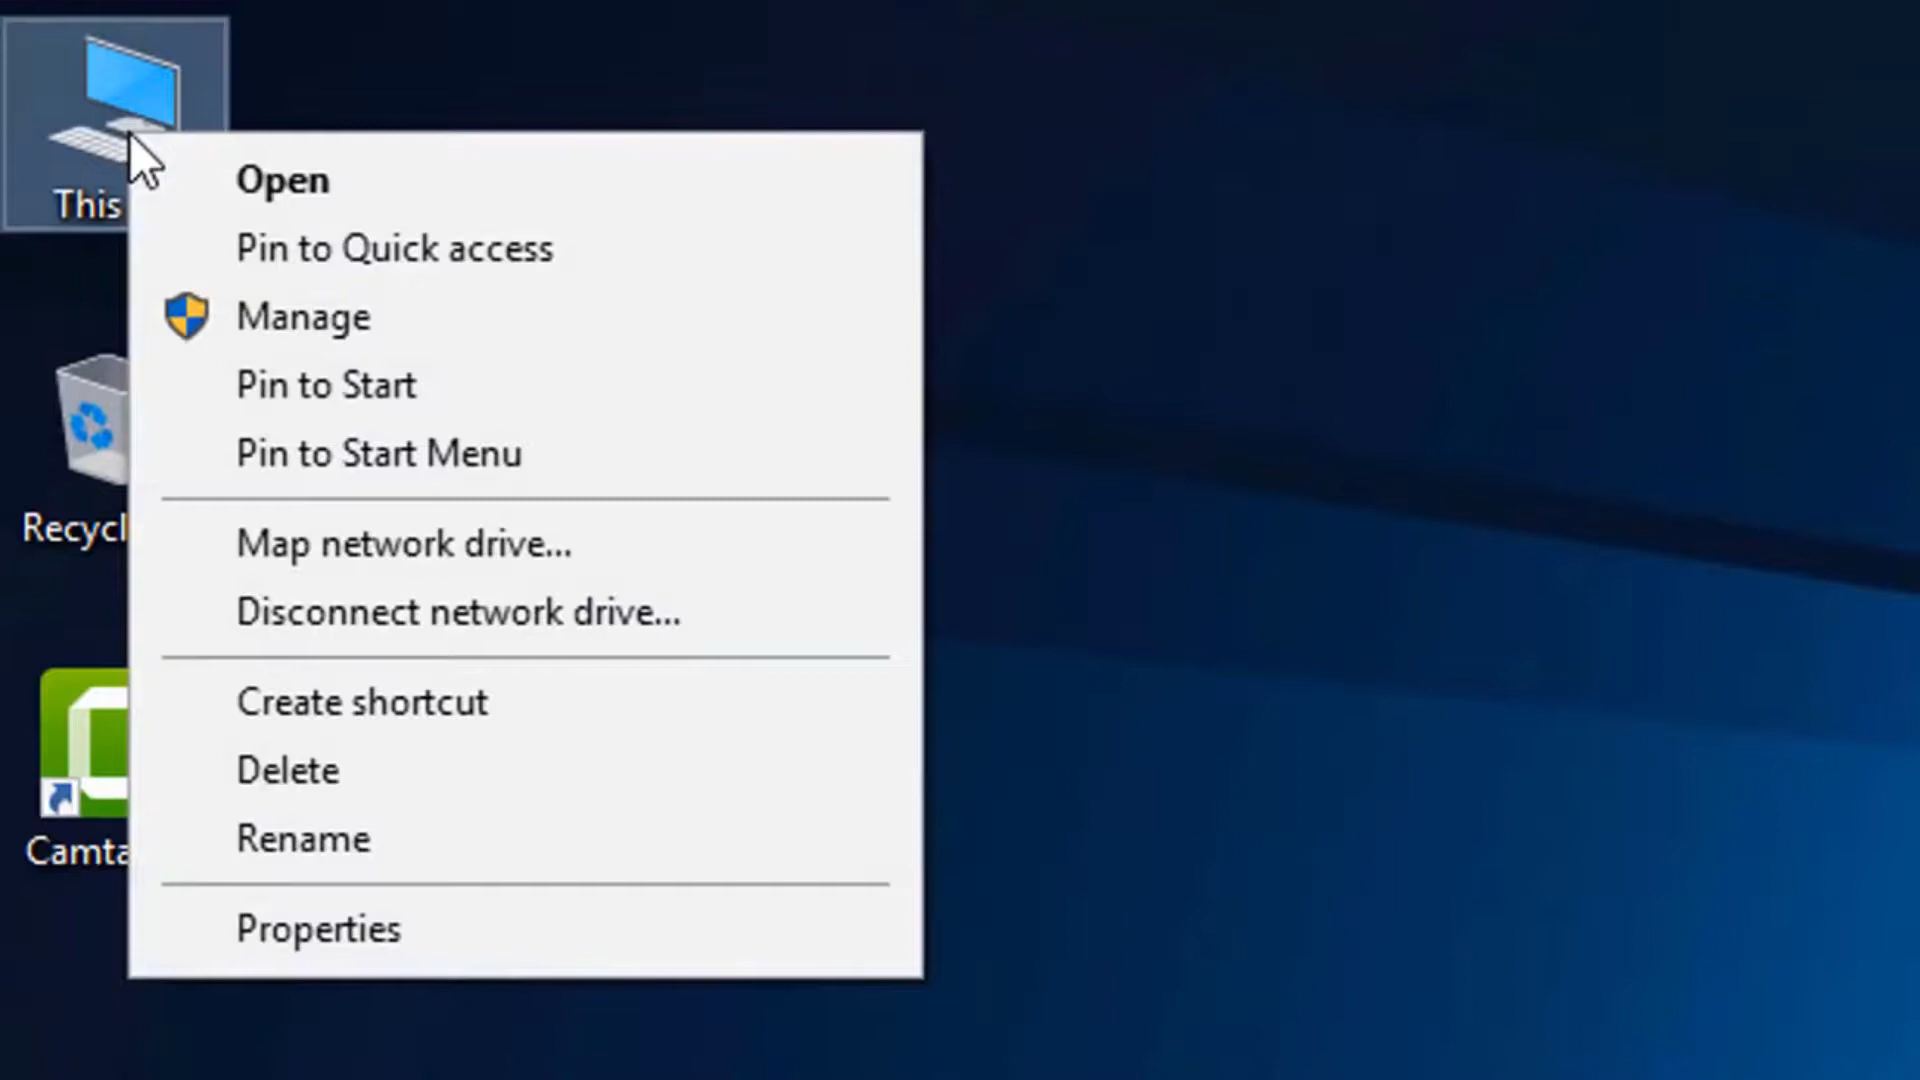 This
Open
Pin to Quick access
Manage
Pin to Start
Pin to Start Menu
Map network drive...
Disconnect network drive...
Create shortcut
Delete
Rename
Properties
Recycl
Camta